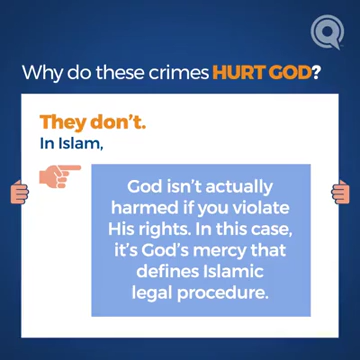 Why do these crimes HURT GOD?
They don't.
In Islam,
God isn't actually
harmed if you violate
His rights. In this case,
it's God's mercy that
defines Islamic
legal procedure.